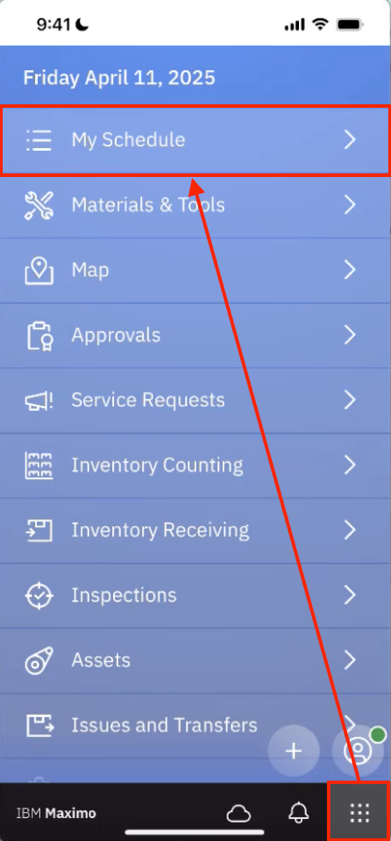 9:41
Friday April 11, 2025
My Schedule
Materials & Tools
Map
Approvals
Service Requests
Inventory Counting
Inventory Receiving
Inspections
Assets
Issues and Transfers
IBM Maximo